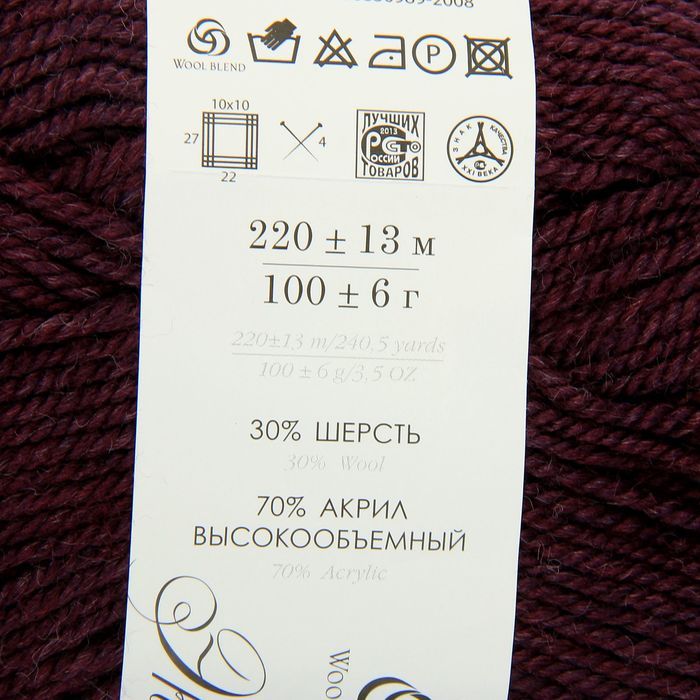 WOOL BLEND
P
10x10
27
22
4
ЛУЧШИХ
2013
РОССИИ
ТОВАРОВ
ЗНАК КАЧЕСТВА
XXI ВЕКА
220 ± 13 м
100 ± 6 г
220±13 m/240,5 yards
100 ± 6 g/3,5 OZ
30% ШЕРСТЬ
30% Wool
70% АКРИЛ
ВЫСОКООБЪЕМНЫЙ
70% Acrylic
Woo